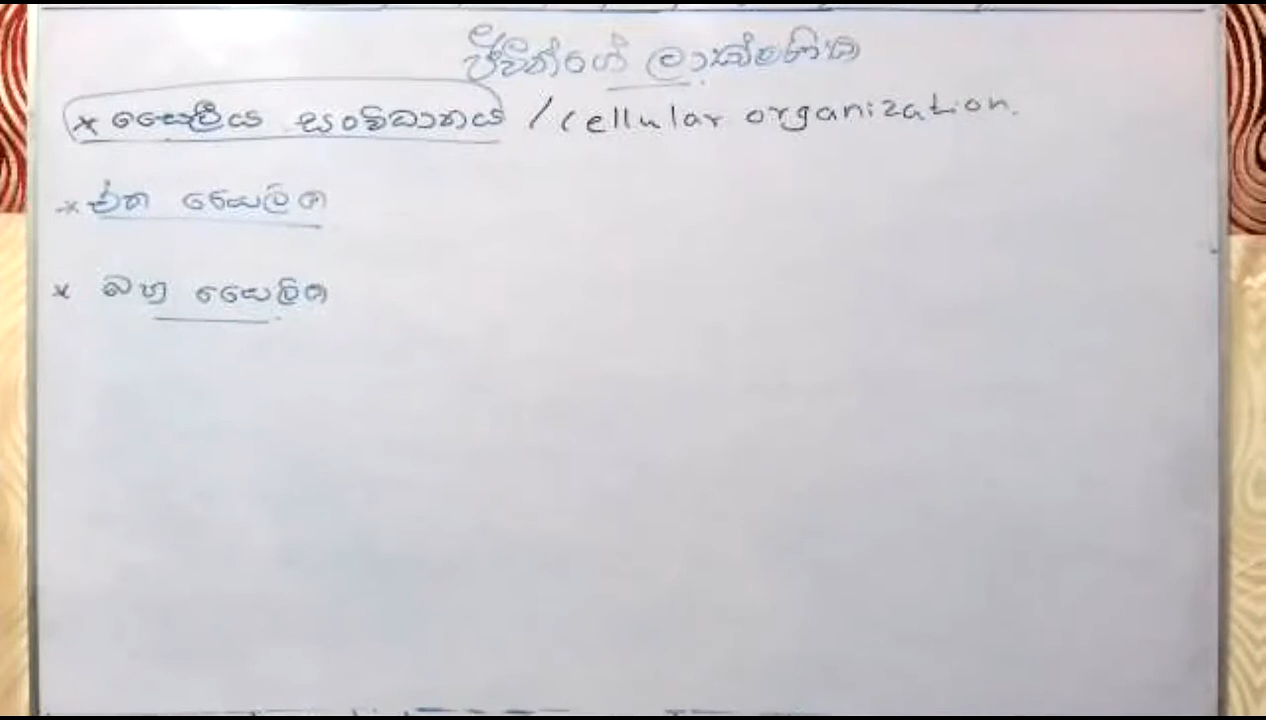 ජීවීන්ගේ ලාක්ෂණික
* සෛලීය සංවිධානය / cellular organization.
* ඒක සෛලික
* බහු සෛලික